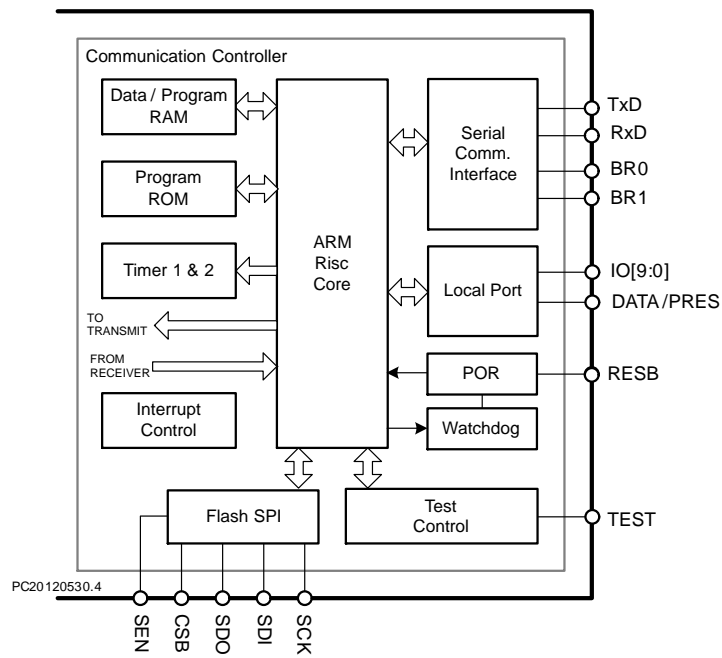 Communication Controller
Data / Program
RAM
Program
ROM
Timer 1 & 2
TO
TRANSMIT
FROM
RECEIVER
Interrupt
Control
ARM
Risc
Core
Serial
Comm.
Interface
Local Port
POR
Watchdog
Flash SPI
Test
Control
TxD
RxD
BR0
BR1
IO[9:0]
DATA/PRES
RESB
TEST
PC20120530.4
SEN
CSB
SDO
SDI
SCK